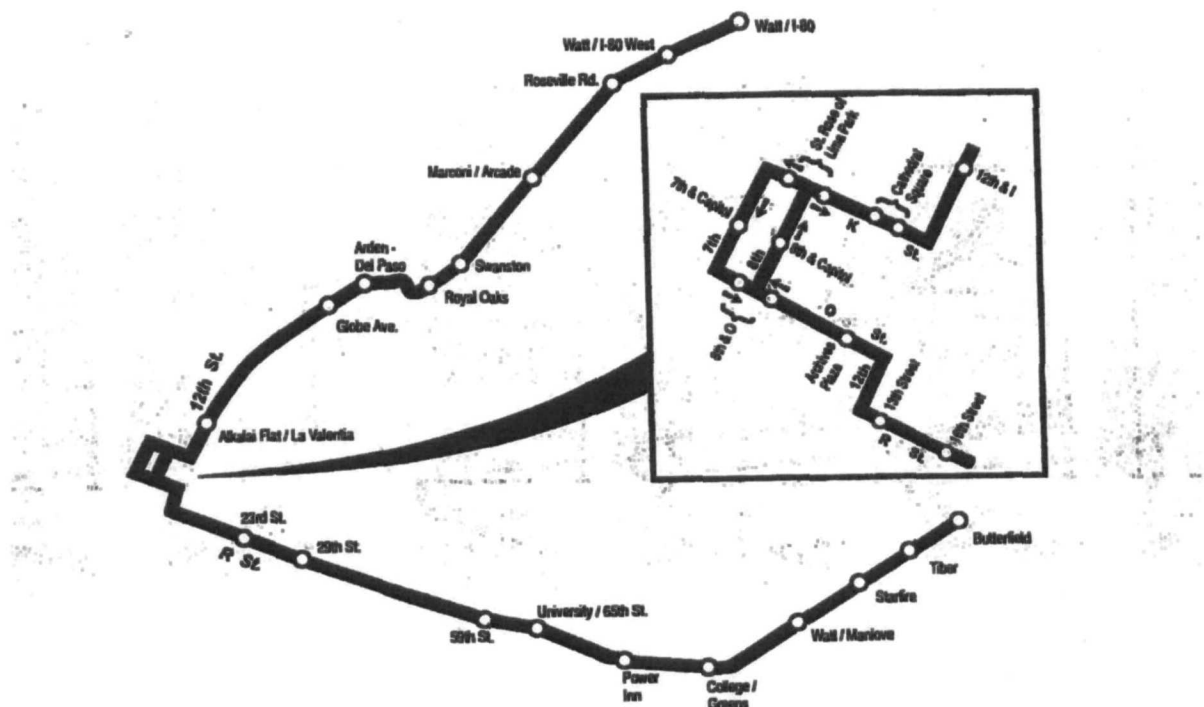 Watt / I-80
Watt / I-80 West
Roseville Rd.
Marconi / Arcade
Arden -
Del Paso
Swanston
Royal Oaks
Globe Ave.
12th St.
Alkalai Flat / La Valentia
23rd St.
R St.
29th St.
59th St.
University / 65th St.
Power
Inn
College /
Greens
Watt / Manlove
Starfire
Tiber
Butterfield
St. Rose of
Lima Park
Cathedral
Square
12th & I
7th & Capitol
7th
8th
8th & Capitol
K
St.
8th & O
O
St.
Archives
Plaza
12th
13th Street
R
St.
16th Street